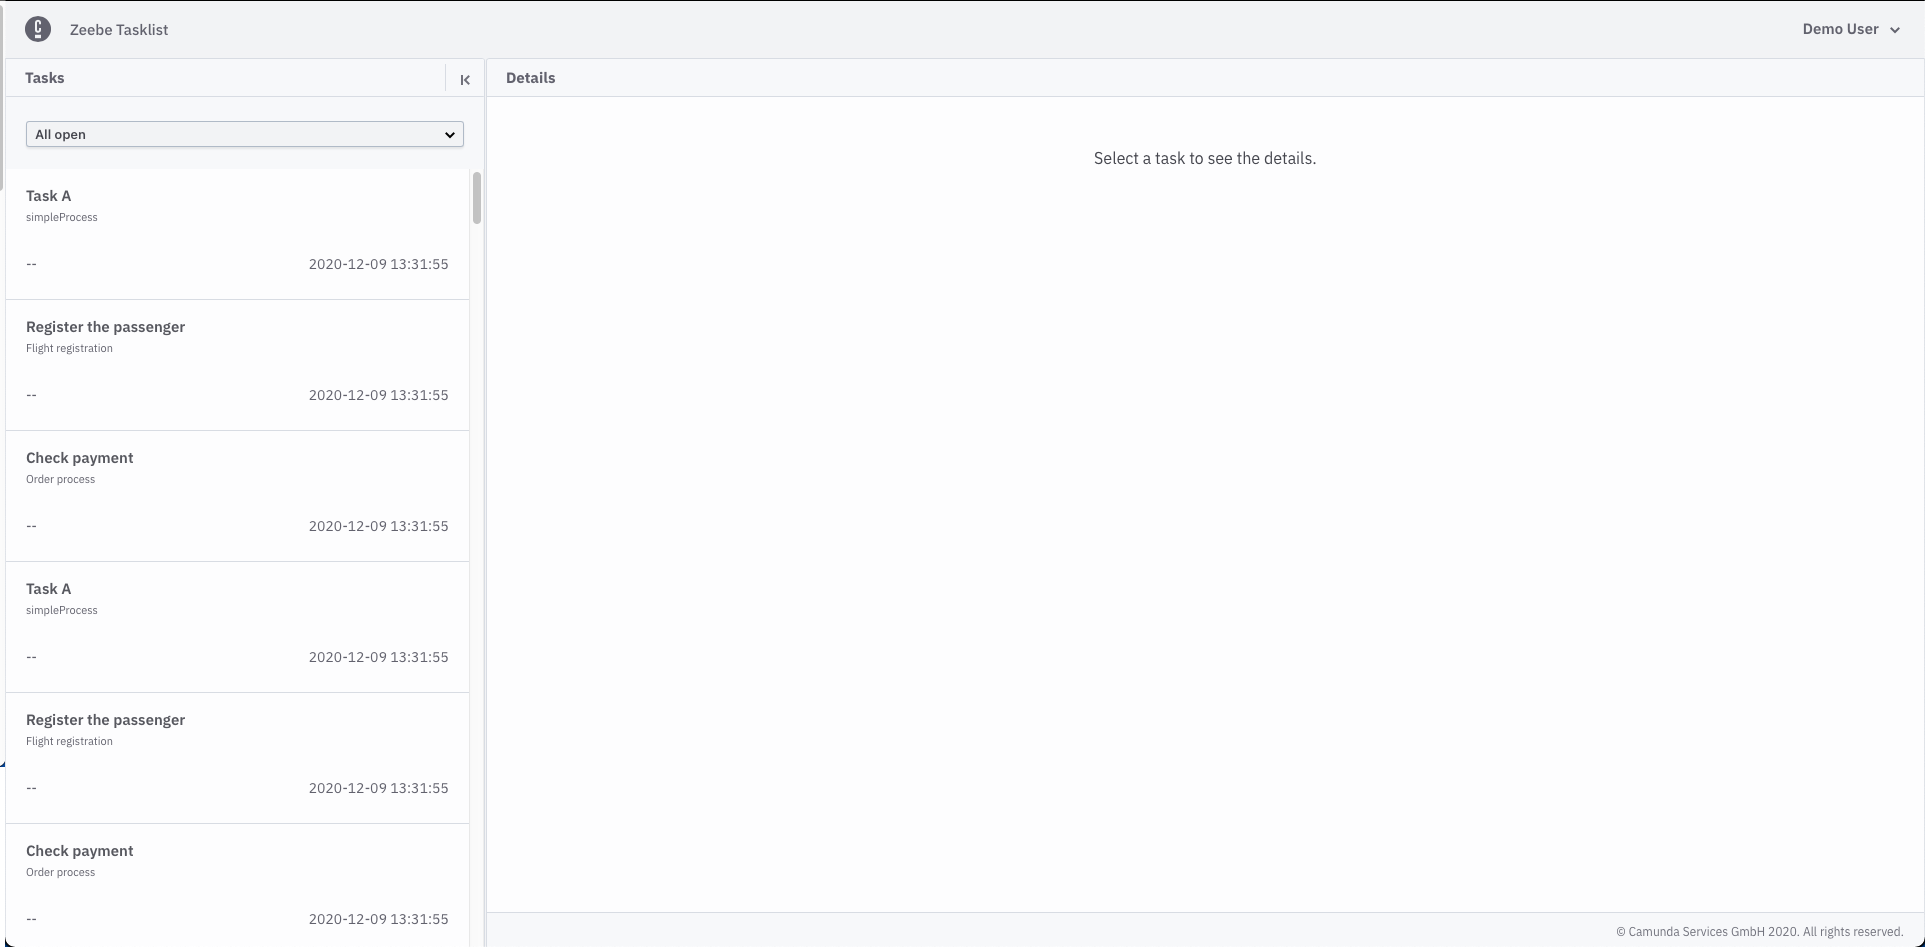 Zeebe Tasklist
Demo User
Tasks
Details
All open
Select a task to see the details.
Task A
simpleProcess
-- 2020-12-09 13:31:55
Register the passenger
Flight registration
-- 2020-12-09 13:31:55
Check payment
Order process
-- 2020-12-09 13:31:55
Task A
simpleProcess
-- 2020-12-09 13:31:55
Register the passenger
Flight registration
-- 2020-12-09 13:31:55
Check payment
Order process
-- 2020-12-09 13:31:55
© Camunda Services GmbH 2020. All rights reserved.